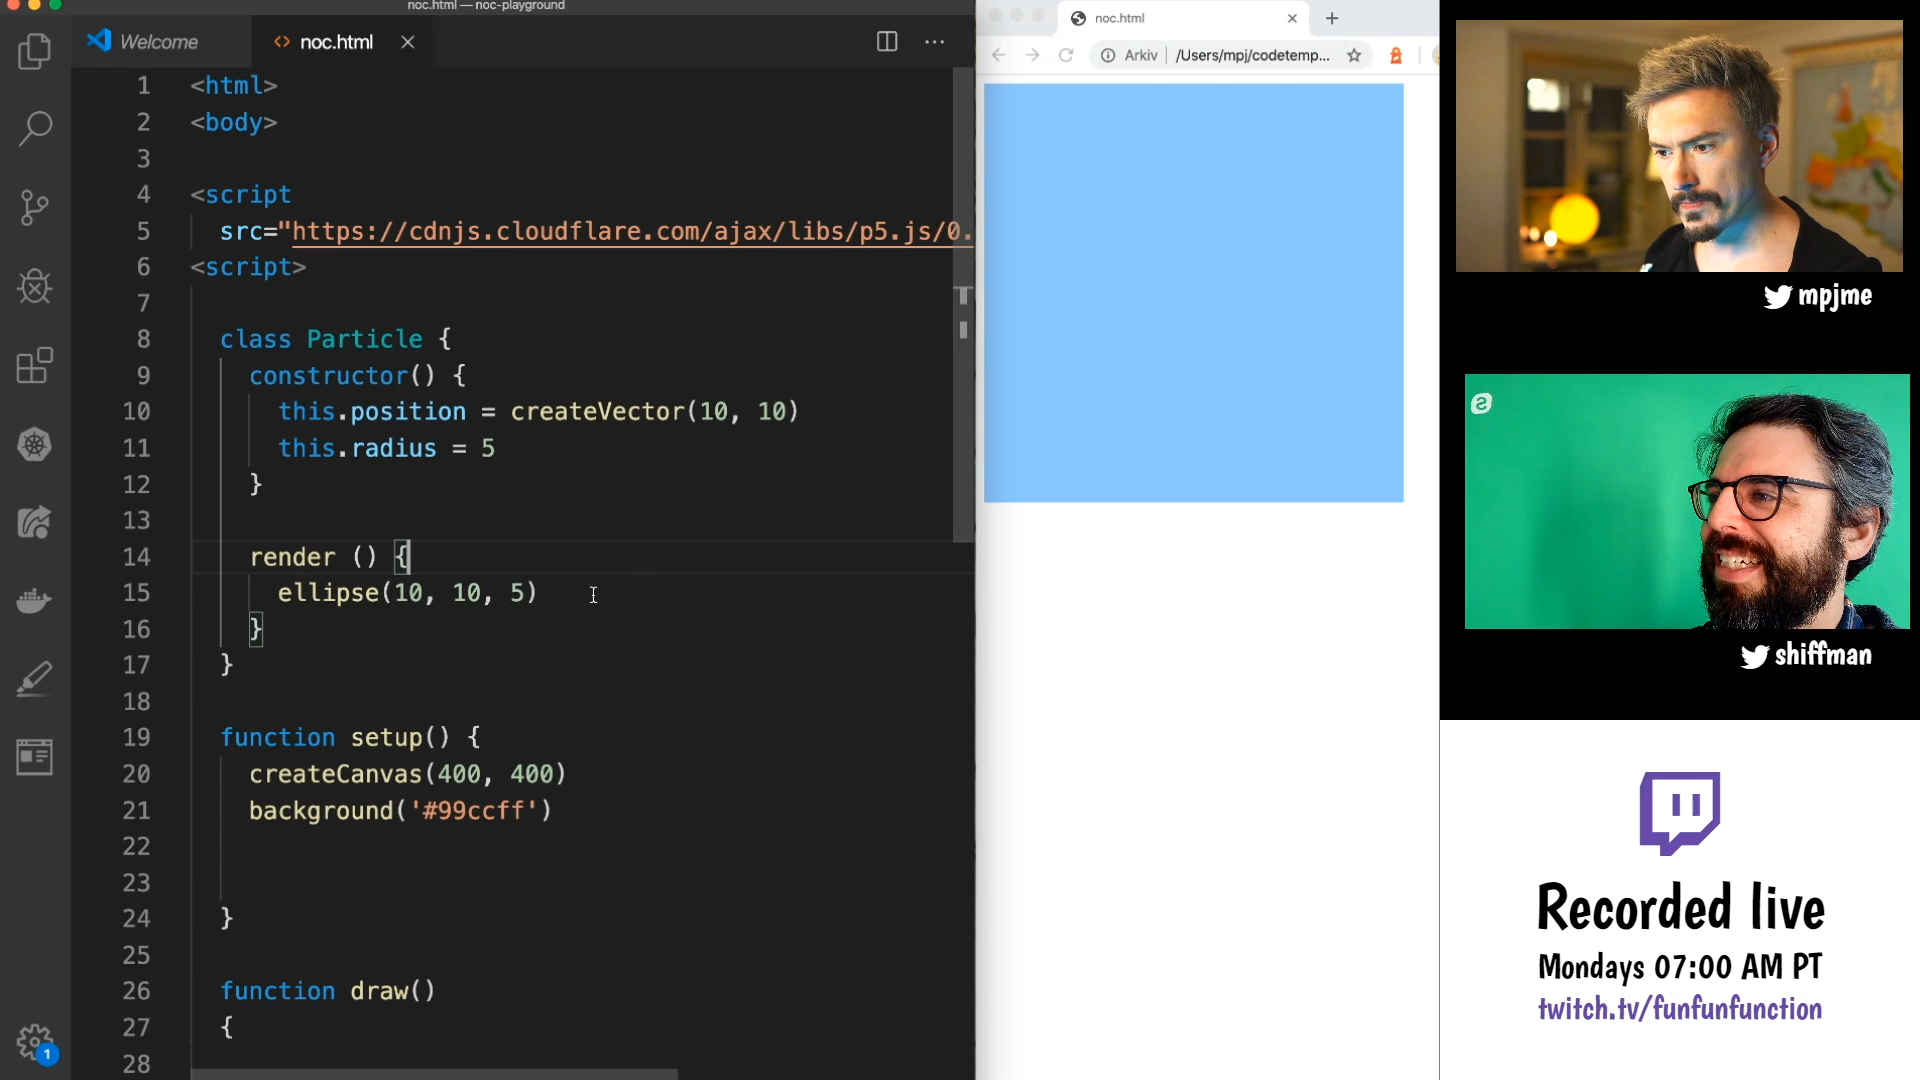 noc.html — noc-playground
Welcome
noc.html
1 <html>
2 <body>
3
4 <script
5 src="https://cdnjs.cloudflare.com/ajax/libs/p5.js/0.
6 <script>
7
8 class Particle {
9 constructor() {
10 this.position = createVector(10, 10)
11 this.radius = 5
12 }
13
14 render () {
15 ellipse(10, 10, 5)
16 }
17 }
18
19 function setup() {
20 createCanvas(400, 400)
21 background('#99ccff')
22
23
24 }
25
26 function draw()
27 {
28
1
noc.html
Arkiv /Users/mpj/codetemp...
mpjme
shiffman
Recorded live
Mondays 07:00 AM PT
twitch.tv/funfunfunction